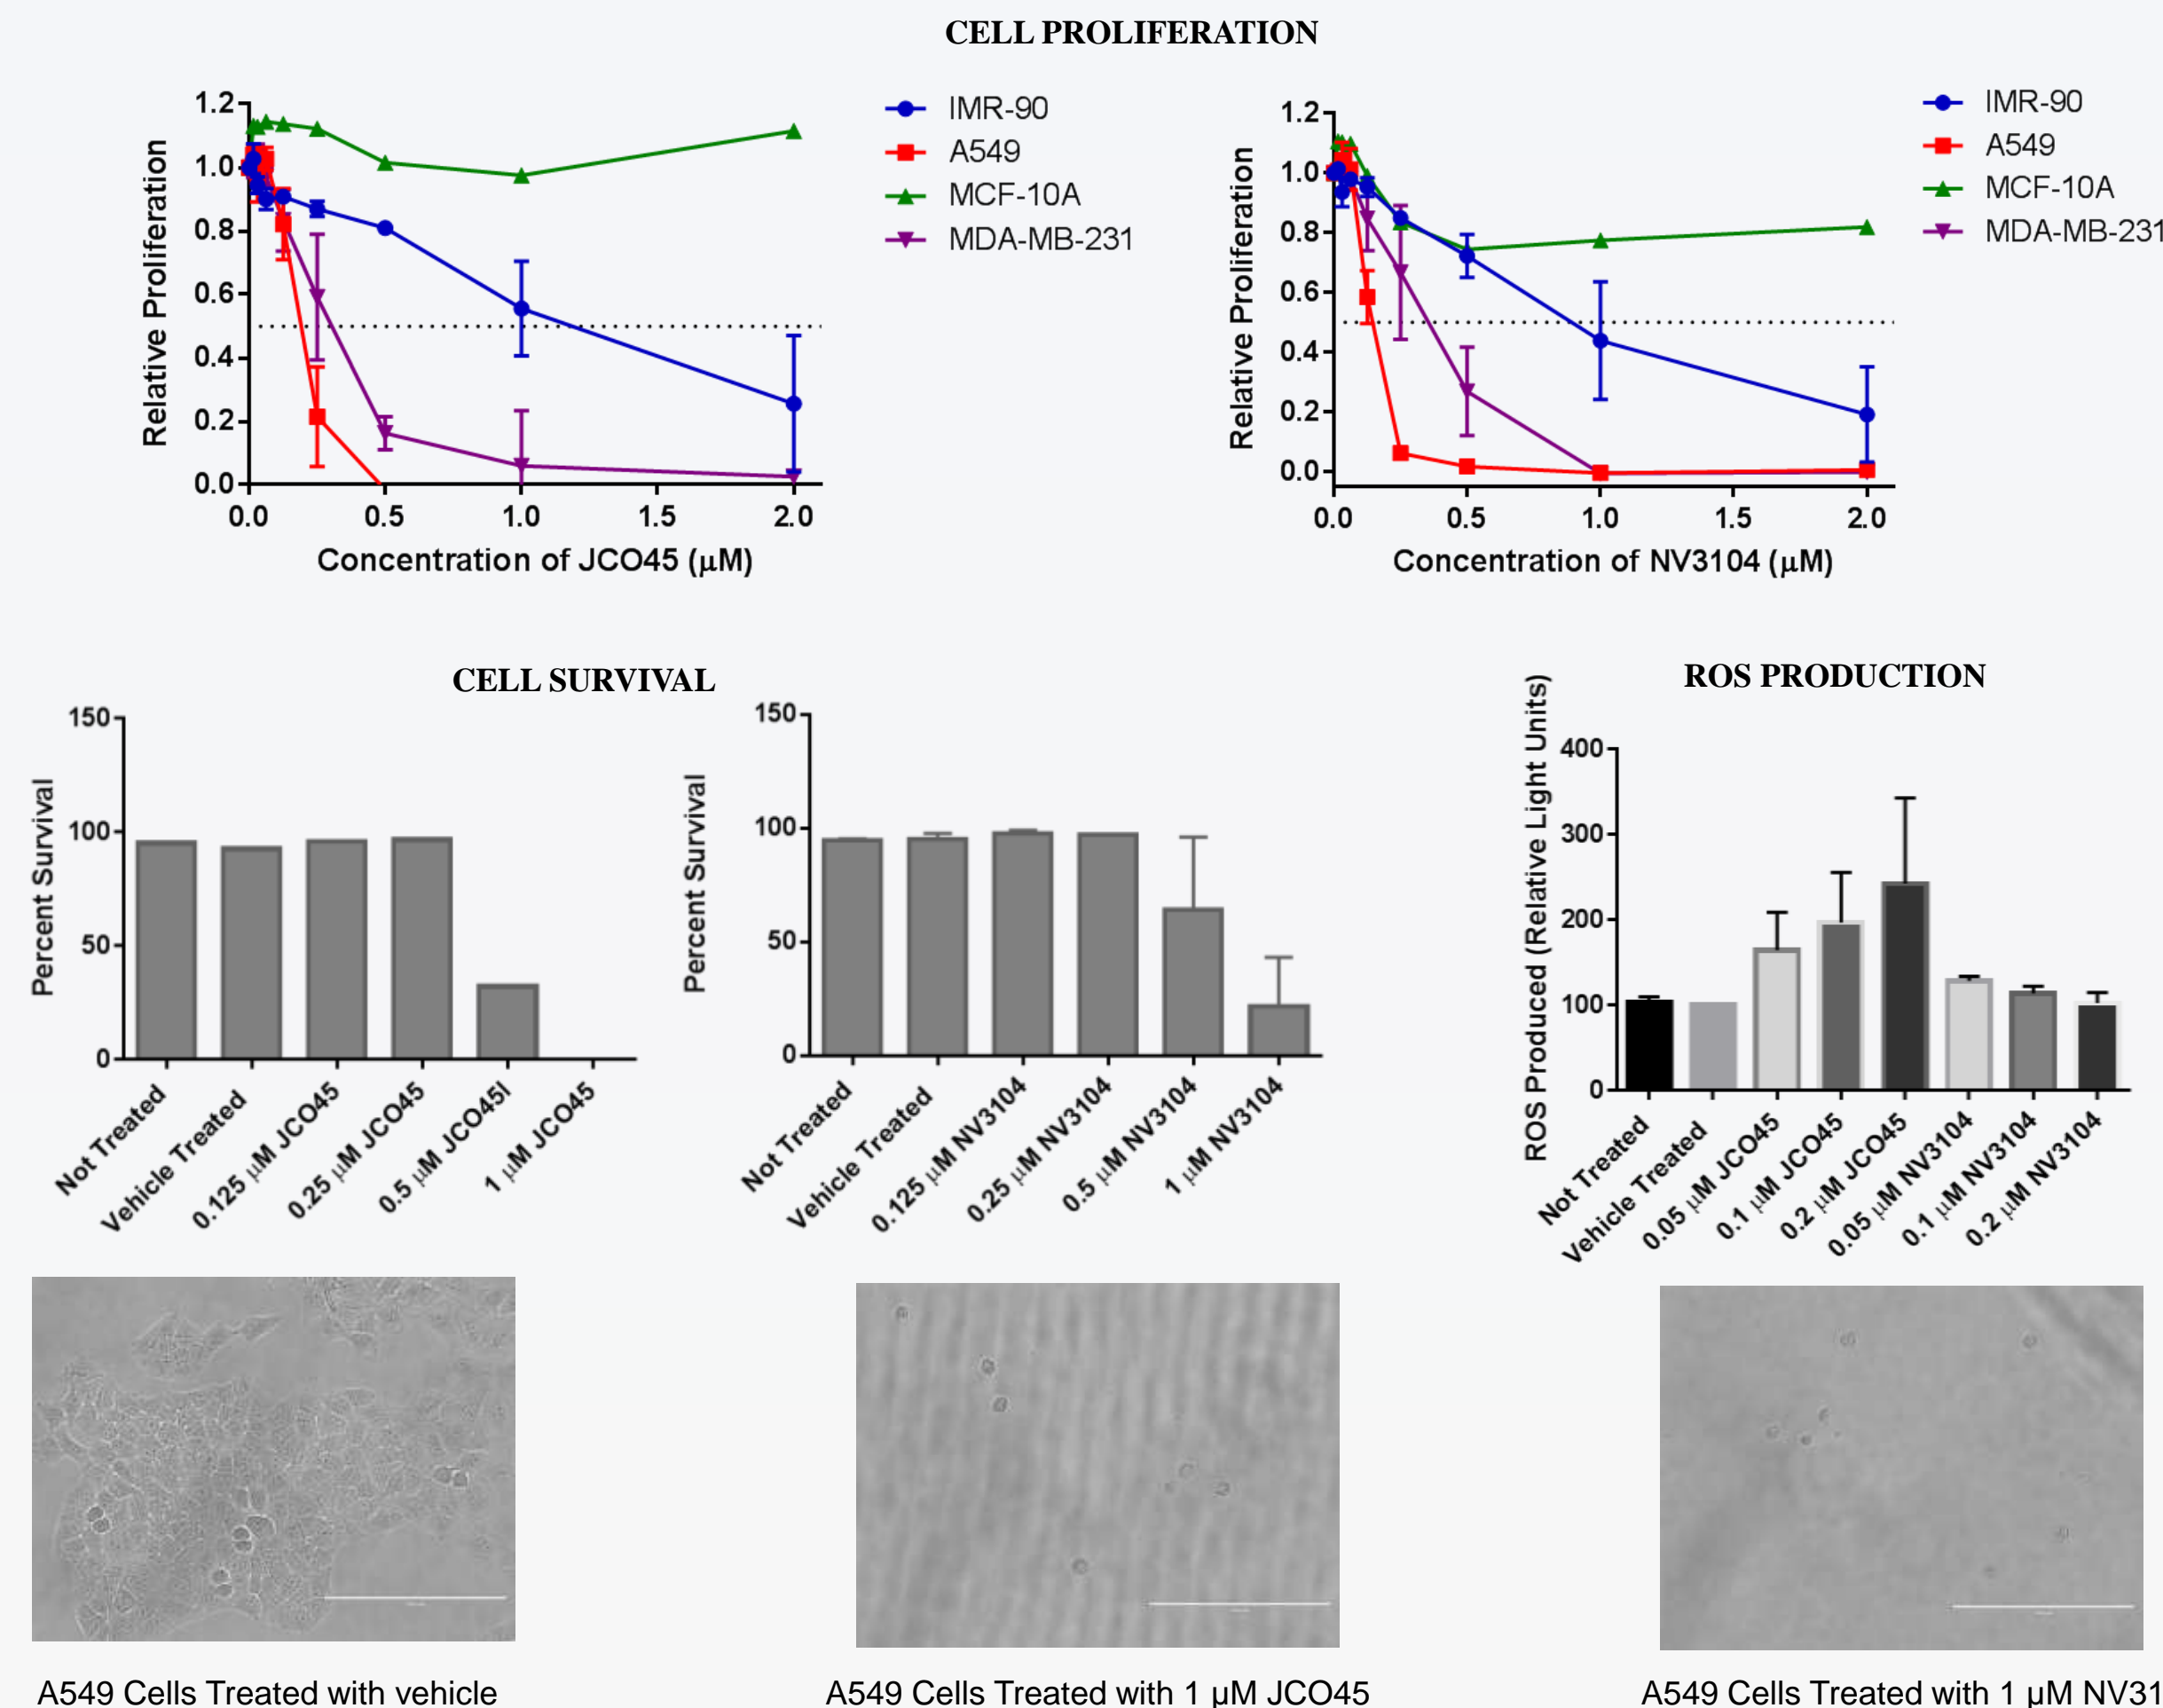 CELL PROLIFERATION
Relative Proliferation
1.2
1.0
0.8
0.6
0.4
0.2
0.0
0.0 0.5 1.0 1.5 2.0
Concentration of JCO45 (µM)
IMR-90
A549
MCF-10A
MDA-MB-231
Relative Proliferation
1.2
1.0
0.8
0.6
0.4
0.2
0.0
0.0 0.5 1.0 1.5 2.0
Concentration of NV3104 (µM)
IMR-90
A549
MCF-10A
MDA-MB-231
CELL SURVIVAL
Percent Survival
150
100
50
0
Not Treated
Vehicle Treated
0.125 µM JCO45
0.25 µM JCO45
0.5 µM JCO45I
1 µM JCO45
Percent Survival
150
100
50
0
Not Treated
Vehicle Treated
0.125 µM NV3104
0.25 µM NV3104
0.5 µM NV3104
1 µM NV3104
ROS PRODUCTION
ROS Produced (Relative Light Units)
400
300
200
100
0
Not Treated
Vehicle Treated
0.05 µM JCO45
0.1 µM JCO45
0.2 µM JCO45
0.05 µM NV3104
0.1 µM NV3104
0.2 µM NV3104
A549 Cells Treated with vehicle
A549 Cells Treated with 1 µM JCO45
A549 Cells Treated with 1 µM NV31